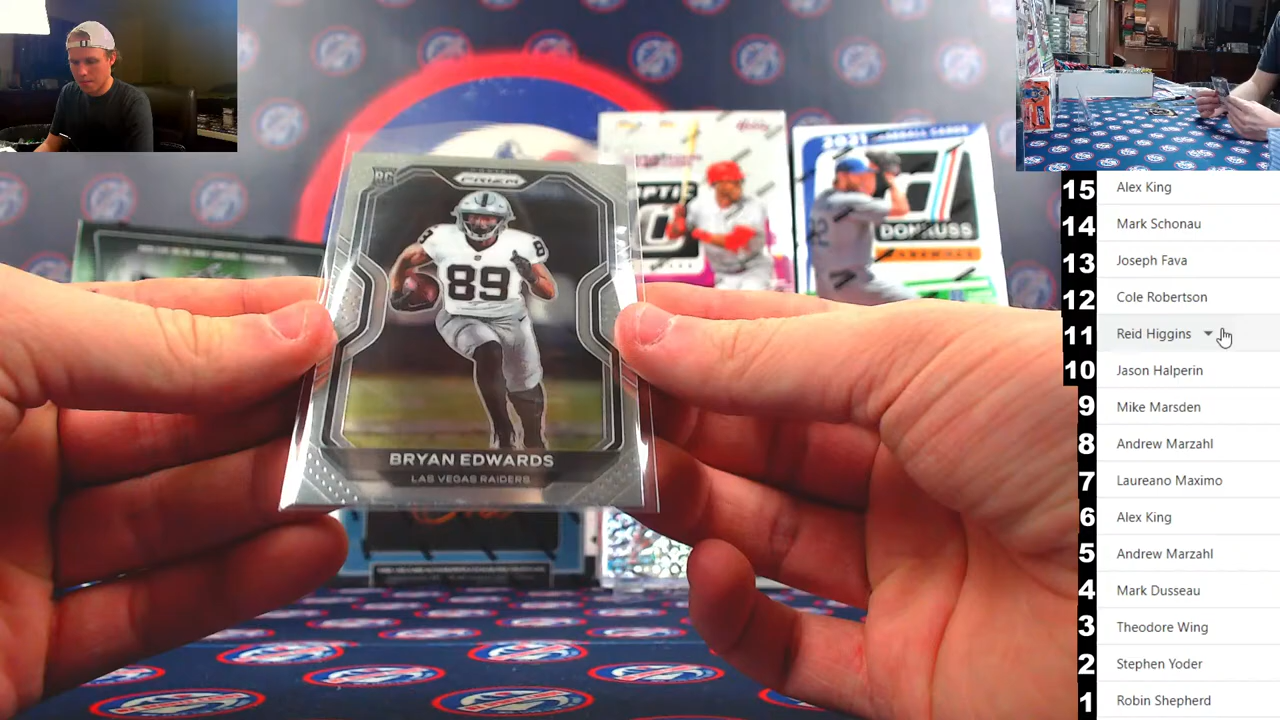 RC
PRIZM
89
8
BRYAN EDWARDS
LAS VEGAS RAIDERS
2021
DONRUSS
15 Alex King
14 Mark Schonau
13 Joseph Fava
12 Cole Robertson
11 Reid Higgins
10 Jason Halperin
9 Mike Marsden
8 Andrew Marzahl
7 Laureano Maximo
6 Alex King
5 Andrew Marzahl
4 Mark Dusseau
3 Theodore Wing
2 Stephen Yoder
1 Robin Shepherd